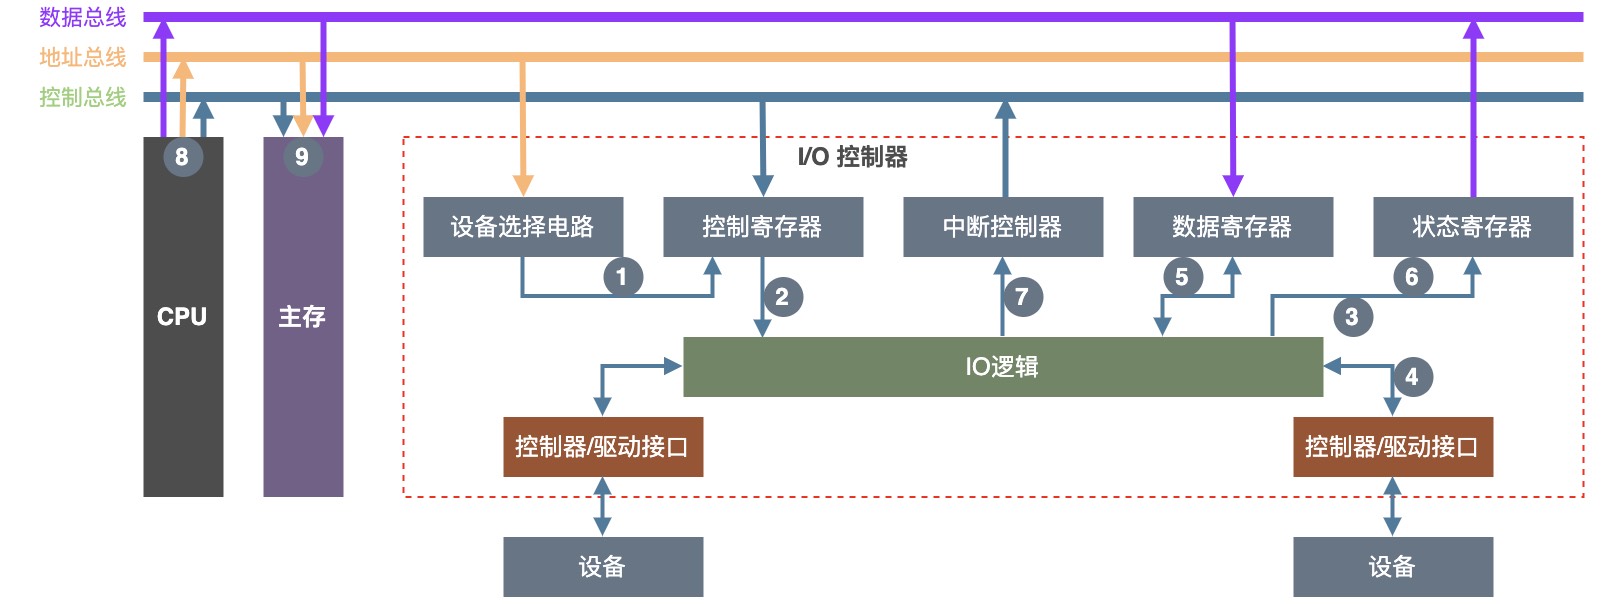 数据总线
地址总线
控制总线
8
9
I/O 控制器
设备选择电路
控制寄存器
中断控制器
数据寄存器
状态寄存器
1
2
7
5
6
3
CPU
主存
IO逻辑
4
控制器/驱动接口
控制器/驱动接口
设备
设备